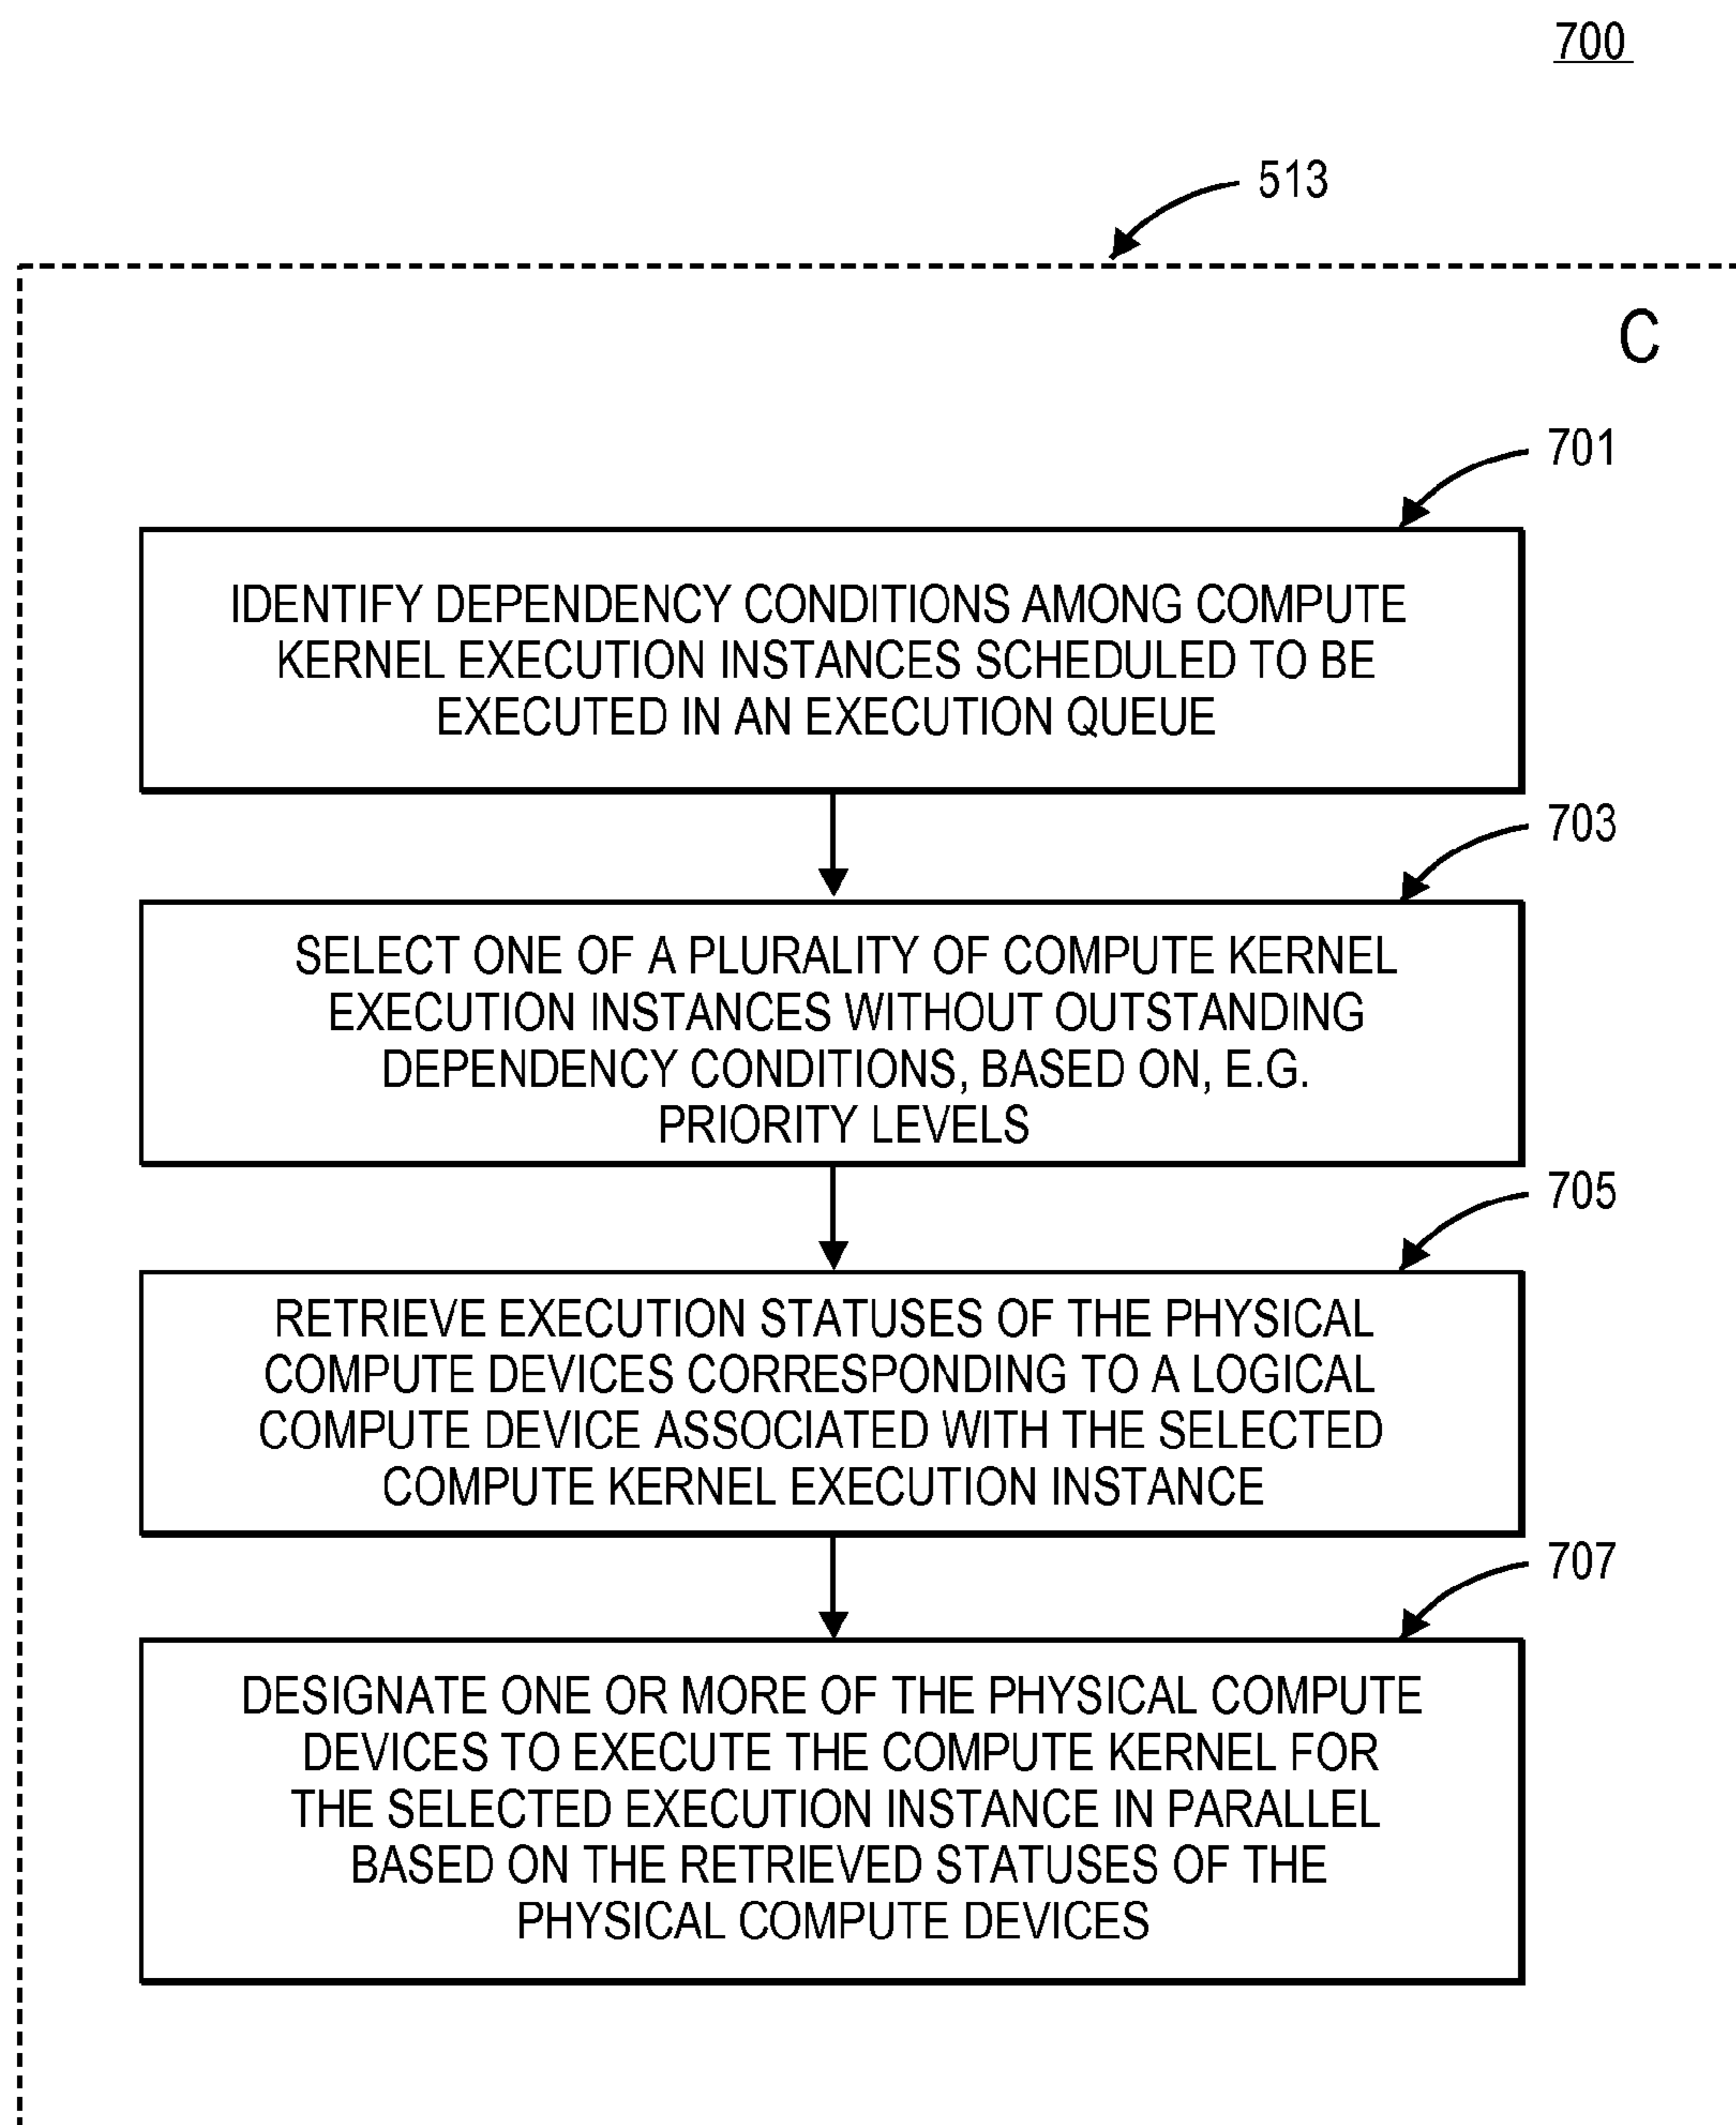 700
513
C
701
IDENTIFY DEPENDENCY CONDITIONS AMONG COMPUTE
KERNEL EXECUTION INSTANCES SCHEDULED TO BE
EXECUTED IN AN EXECUTION QUEUE
703
SELECT ONE OF A PLURALITY OF COMPUTE KERNEL
EXECUTION INSTANCES WITHOUT OUTSTANDING
DEPENDENCY CONDITIONS, BASED ON, E.G.
PRIORITY LEVELS
705
RETRIEVE EXECUTION STATUSES OF THE PHYSICAL
COMPUTE DEVICES CORRESPONDING TO A LOGICAL
COMPUTE DEVICE ASSOCIATED WITH THE SELECTED
COMPUTE KERNEL EXECUTION INSTANCE
707
DESIGNATE ONE OR MORE OF THE PHYSICAL COMPUTE
DEVICES TO EXECUTE THE COMPUTE KERNEL FOR
THE SELECTED EXECUTION INSTANCE IN PARALLEL
BASED ON THE RETRIEVED STATUSES OF THE
PHYSICAL COMPUTE DEVICES